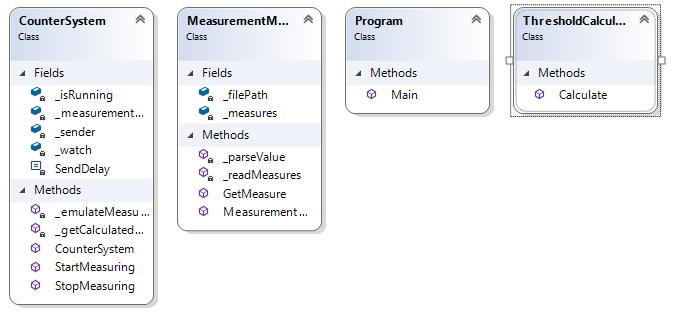 CounterSystem
Class
Fields
_isRunning
_measurement...
_sender
_watch
SendDelay
Methods
_emulateMeasu...
_getCalculated...
CounterSystem
StartMeasuring
StopMeasuring
MeasurementM...
Class
Fields
_filePath
_measures
Methods
_parseValue
_readMeasures
GetMeasure
Measurement...
Program
Class
Methods
Main
ThresholdCalcul...
Class
Methods
Calculate